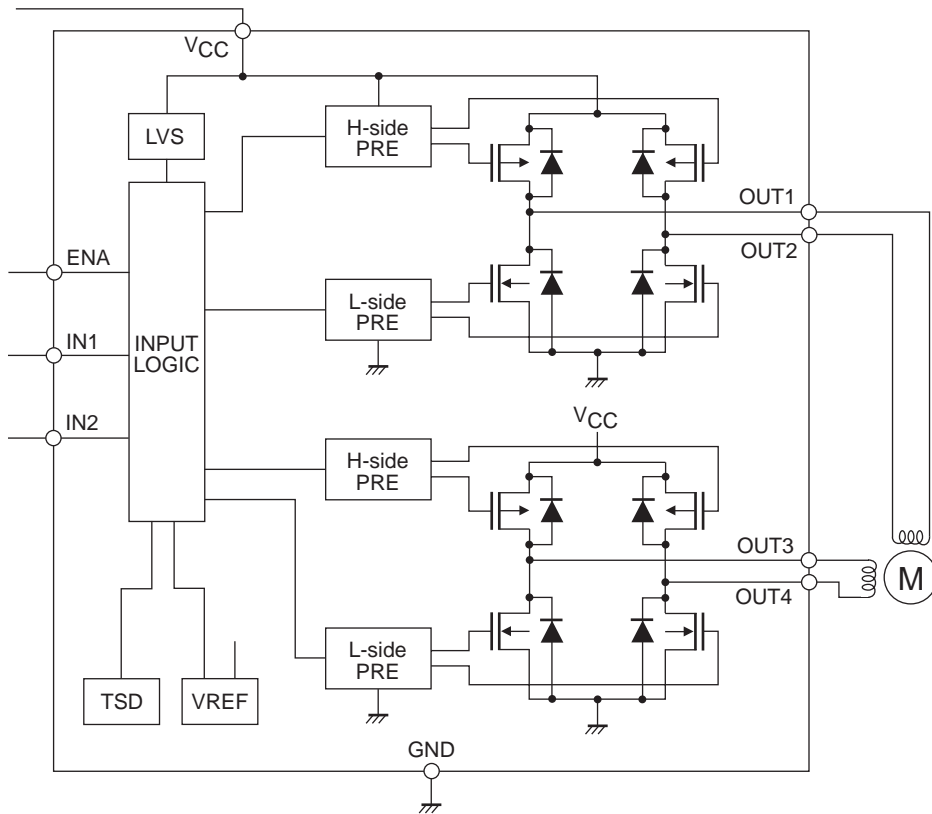 VCC
LVS
H-side
PRE
OUT1
OUT2
ENA
L-side
PRE
INPUT
LOGIC
IN1
IN2
VCC
H-side
PRE
OUT3
M
OUT4
L-side
PRE
TSD
VREF
GND